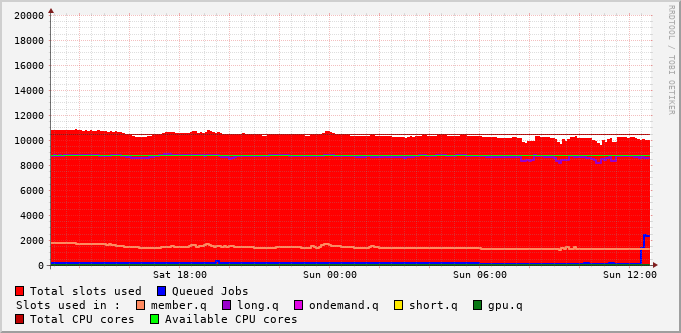 20000
18000
16000
14000
12000
10000
8000
6000
4000
2000
0
Sat 18:00 Sun 00:00 Sun 06:00 Sun 12:00
RRDTOOL / TOBI OETIKER
Total slots used Queued Jobs
Slots used in : member.q long.q ondemand.q short.q gpu.q
Total CPU cores Available CPU cores